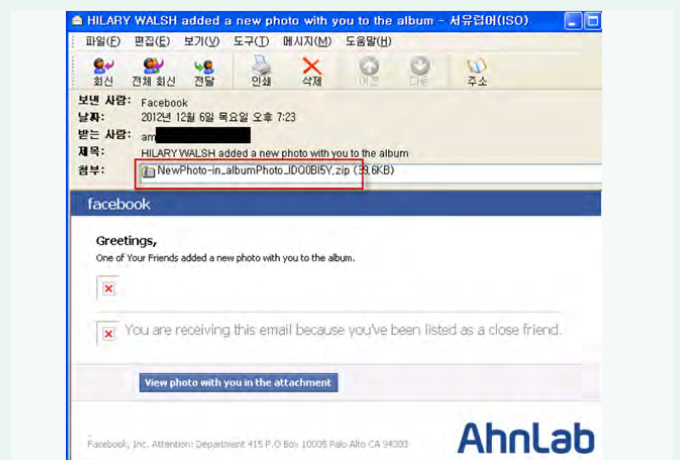 HILARY WALSH added a new photo with you to the album - 서유럽어(ISO)
파일(F) 편집(E) 보기(V) 도구(T) 메시지(M) 도움말(H)
회신 전체 회신 전달 인쇄 삭제 이전 다음 주소
보낸 사람: Facebook
날짜: 2012년 12월 6일 목요일 오후 7:23
받는 사람: am
제목: HILARY WALSH added a new photo with you to the album
첨부: NewPhoto-in_albumPhoto_IDQ0BI5Y.zip (39,6KB)
facebook
Greetings,
One of Your Friends added a new photo with you to the album.
You are receiving this email because you've been listed as a close friend.
View photo with you in the attachment
Facebook, Inc. Attention: Department 415 P.O Box 10005 Palo Alto CA 94303
AhnLab